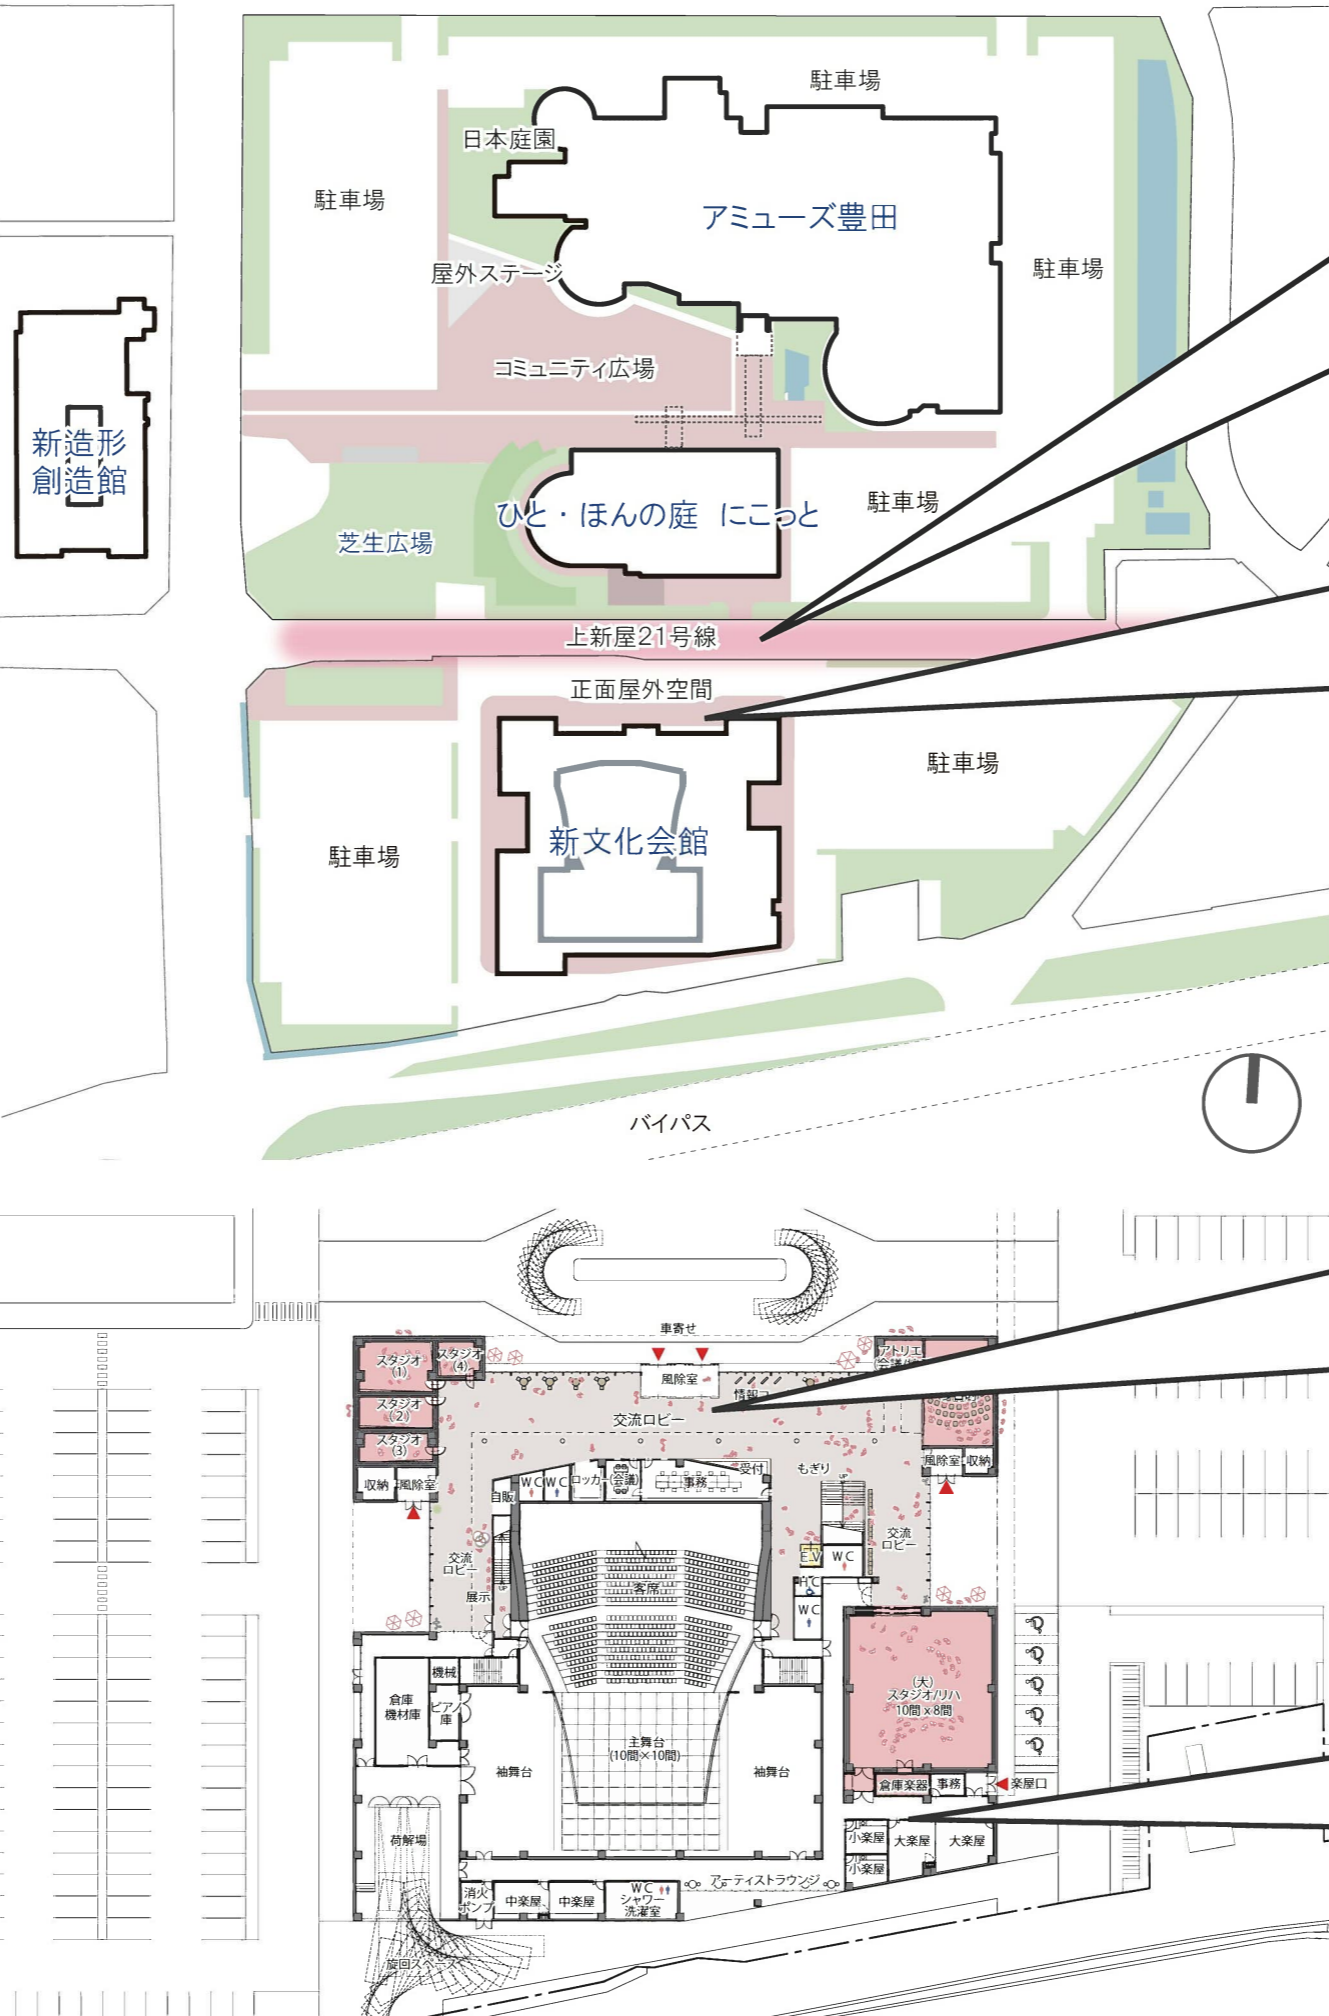 駐車場
日本庭園
駐車場
アミューズ豊田
屋外ステージ
駐車場
コミュニティ広場
新造形
創造館
ひと・ほんの庭 にこっと
駐車場
芝生広場
上新屋21号線
正面屋外空間
駐車場
新文化会館
駐車場
バイパス
車寄せ
スタジオ
(1)
スタジオ
(4)
アトリエ
風除室
スタジオ
(2)
交流ロビー
スタジオ
(3)
収納
風除室
自販
WC
WC
ロッカー
(会議)
事務
受付
もぎり
UP
風除室
収納
交流
ロビー
展示
UP
客席
EV
WC
WC
交流
ロビー
機械
倉庫
機材庫
ピアノ
庫
袖舞台
主舞台
(10間×10間)
袖舞台
(大)
スタジオ/リハ
10間×8間
倉庫楽器
事務
楽屋口
荷解場
小楽屋
大楽屋
大楽屋
小楽屋
アーティストラウンジ
消火
ポンプ
中楽屋
中楽屋
WC
シャワー
洗濯室
旋回スペース